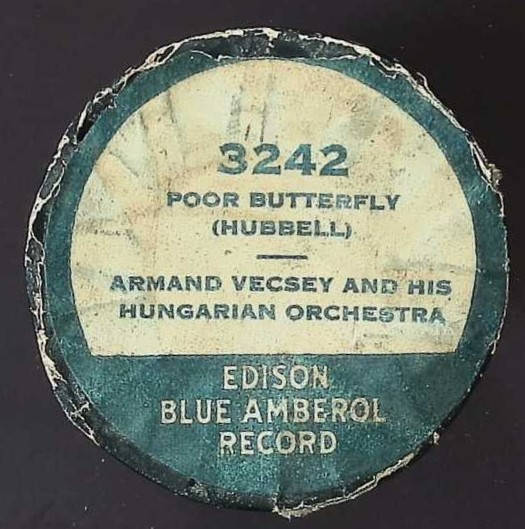 3242
POOR BUTTERFLY
(HUBBELL)
ARMAND VECSEY AND HIS
HUNGARIAN ORCHESTRA
EDISON
BLUE AMBEROL
RECORD